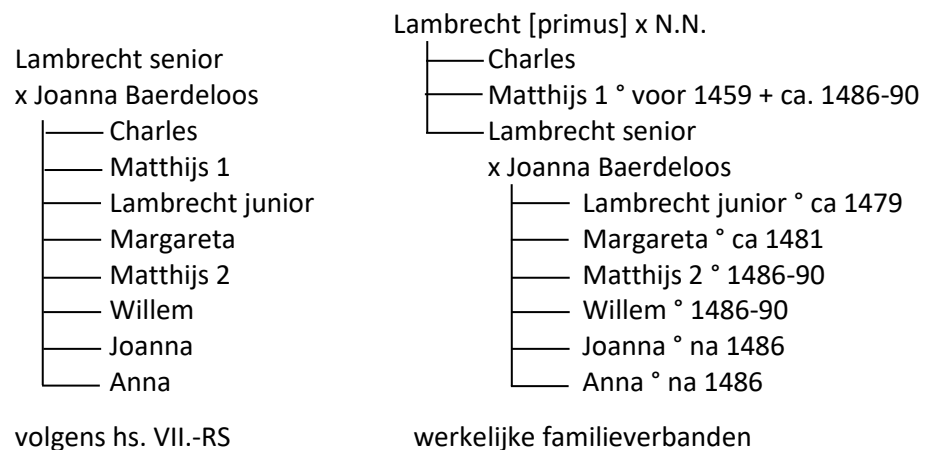 Lambrecht senior
x Joanna Baerdeloos
Charles
Matthijs 1
Lambrecht junior
Margareta
Matthijs 2
Willem
Joanna
Anna
volgens hs. VII.-RS
Lambrecht [primus] x N.N.
Charles
Matthijs 1 ° voor 1459 + ca. 1486-90
Lambrecht senior
x Joanna Baerdeloos
Lambrecht junior ° ca 1479
Margareta ° ca 1481
Matthijs 2 ° 1486-90
Willem ° 1486-90
Joanna ° na 1486
Anna ° na 1486
werkelijke familieverbanden